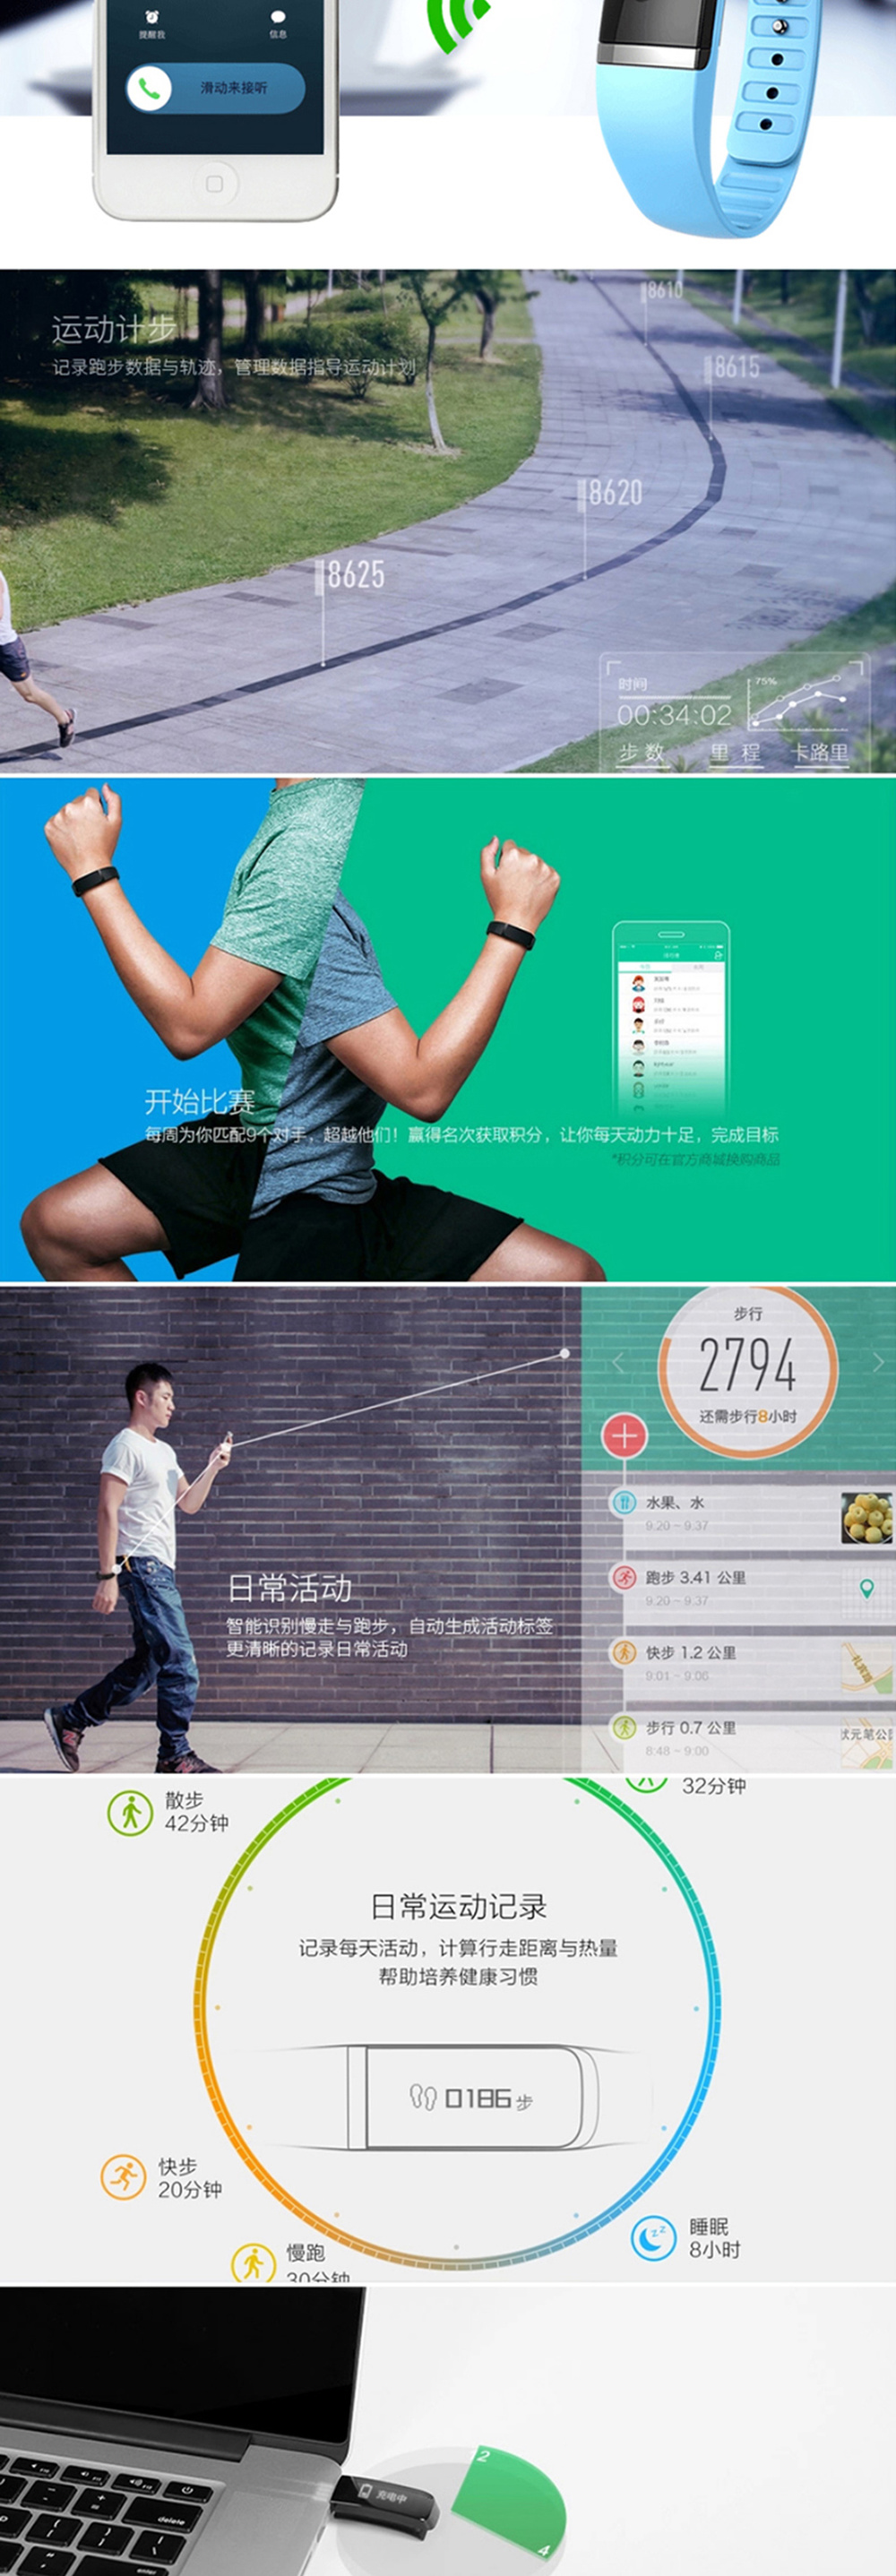 提醒我
信息
滑动来接听
运动计步
记录跑步数据与轨迹，管理数据指导运动计划
8610
8615
8620
8625
时间
75%
00:34:02
步数
里程
卡路里
开始比赛
每周为你匹配9个对手，超越他们！赢得名次获取积分，让你每天动力十足，完成目标
*积分可在官方商城换购商品
步行
2794
还需步行8小时
水果、水
9.20 ~ 9.37
跑步 3.41 公里
9:20 ~ 9.37
快步 1.2 公里
9:01 ~ 9.06
步行 0.7 公里
8:48 ~ 9:00
状元笔公
日常活动
智能识别慢走与跑步，自动生成活动标签
更清晰的记录日常活动
散步
42分钟
32分钟
日常运动记录
记录每天活动，计算行走距离与热量
帮助培养健康习惯
0186 步
快步
20分钟
慢跑
30分钟
睡眠
8小时
充电中
2
4
delete
enter